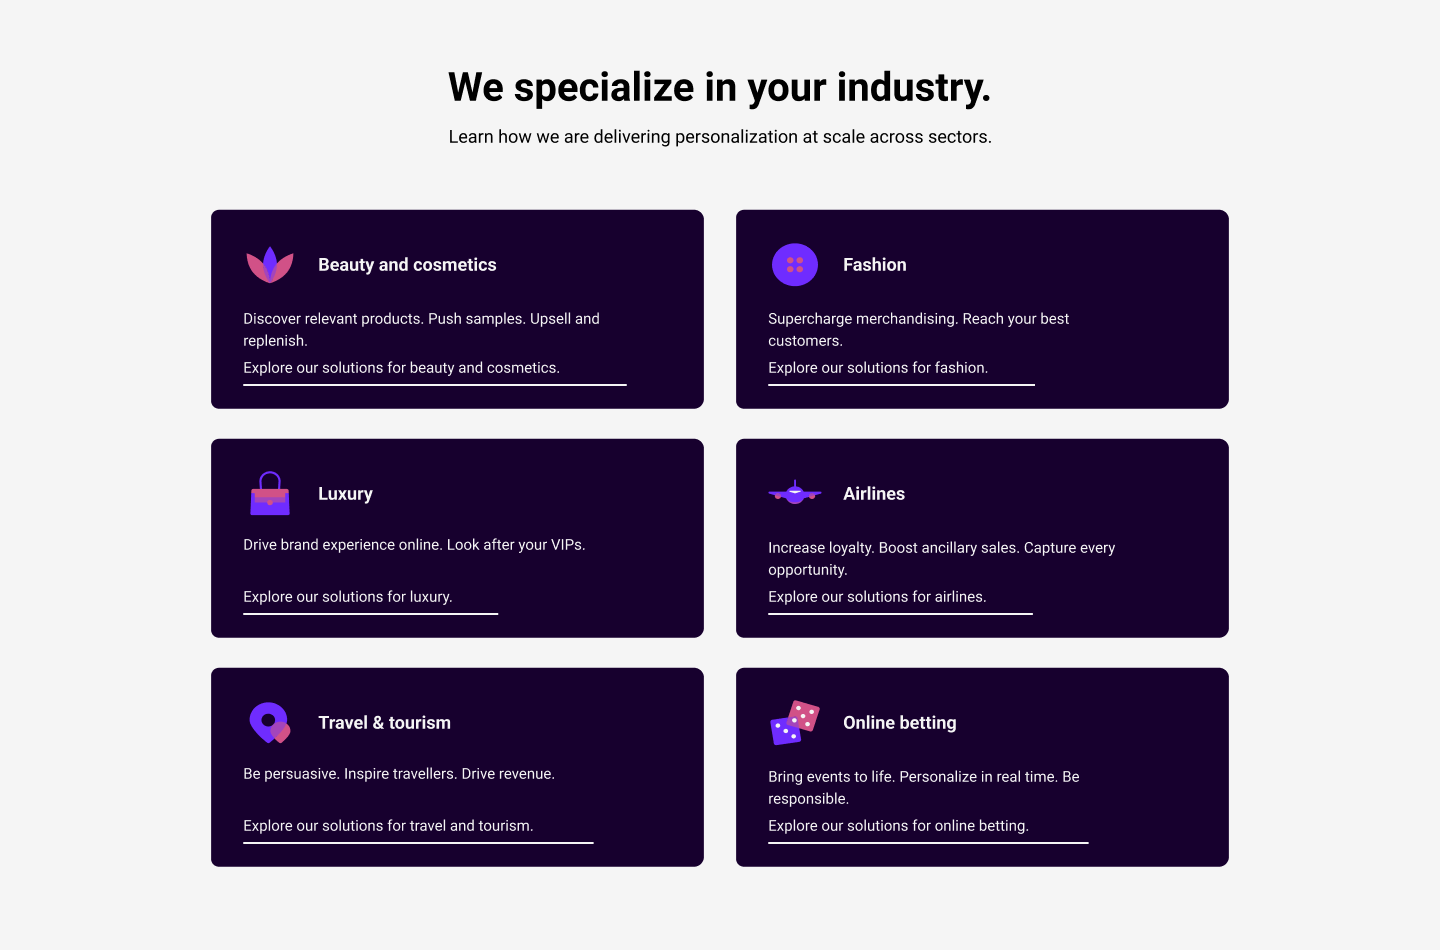 We specialize in your industry.
Learn how we are delivering personalization at scale across sectors.
Beauty and cosmetics
Discover relevant products. Push samples. Upsell and
replenish.
Explore our solutions for beauty and cosmetics.
Fashion
Supercharge merchandising. Reach your best
customers.
Explore our solutions for fashion.
Luxury
Drive brand experience online. Look after your VIPs.
Explore our solutions for luxury.
Airlines
Increase loyalty. Boost ancillary sales. Capture every
opportunity.
Explore our solutions for airlines.
Travel & tourism
Be persuasive. Inspire travellers. Drive revenue.
Explore our solutions for travel and tourism.
Online betting
Bring events to life. Personalize in real time. Be
responsible.
Explore our solutions for online betting.